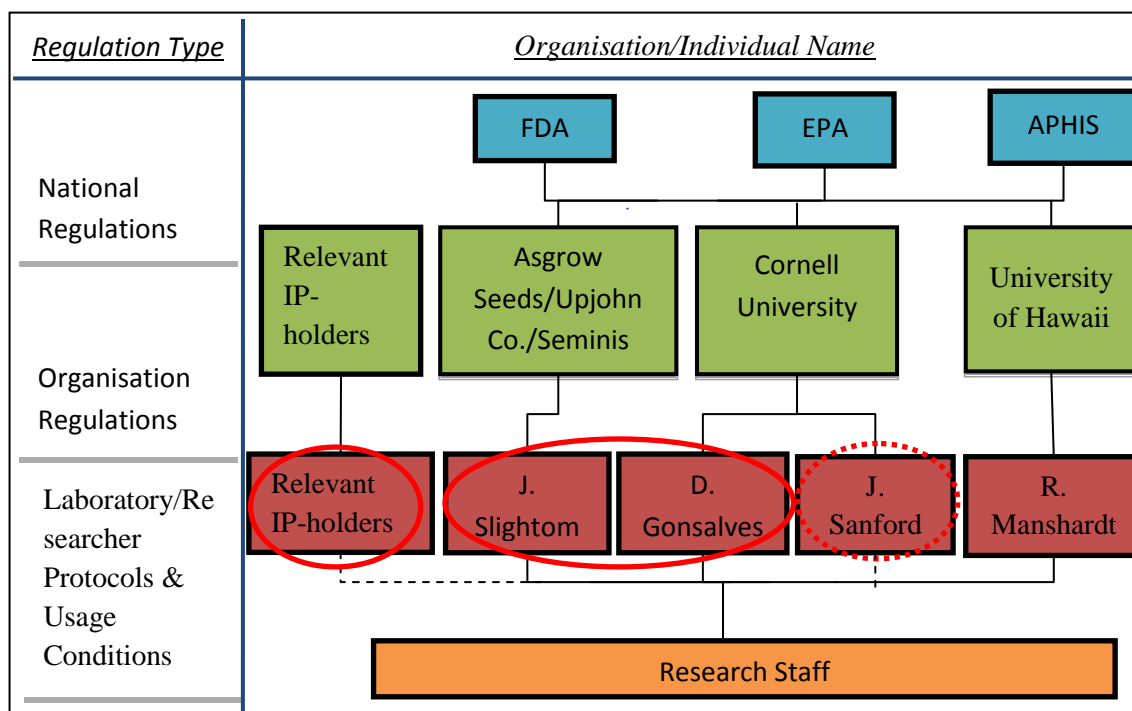 Regulation Type
Organisation/Individual Name
FDA
EPA
APHIS
National
Regulations
Relevant
IP-
holders
Asgrow
Seeds/Upjohn
Co./Seminis
Cornell
University
University
of Hawaii
Organisation
Regulations
Relevant
IP-holders
J.
Slightom
D.
Gonsalves
J.
Sanford
R.
Manshardt
Laboratory/Re
searcher
Protocols &
Usage
Conditions
Research Staff